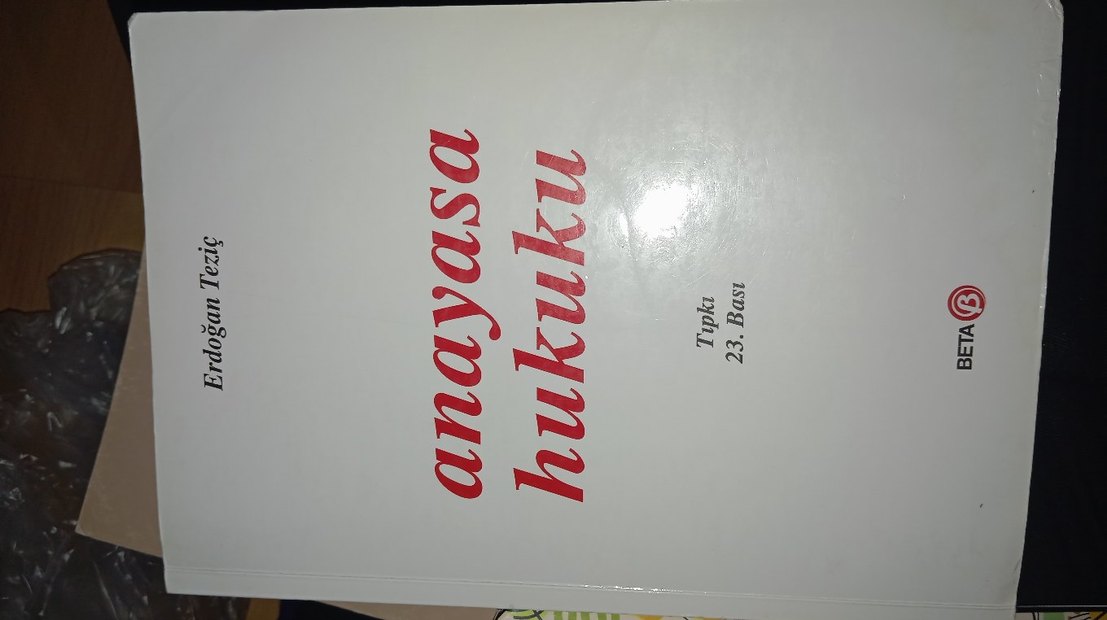 Erdoğan Teziç
anayasa
hukuku
Tıpkı
23. Bası
BETA